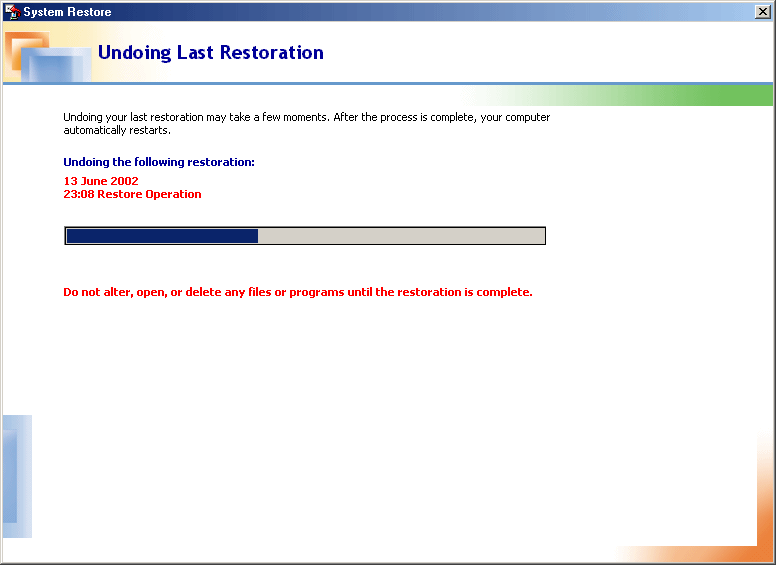 System Restore
Undoing Last Restoration
Undoing your last restoration may take a few moments. After the process is complete, your computer
automatically restarts.
Undoing the following restoration:
13 June 2002
23:08 Restore Operation
Do not alter, open, or delete any files or programs until the restoration is complete.